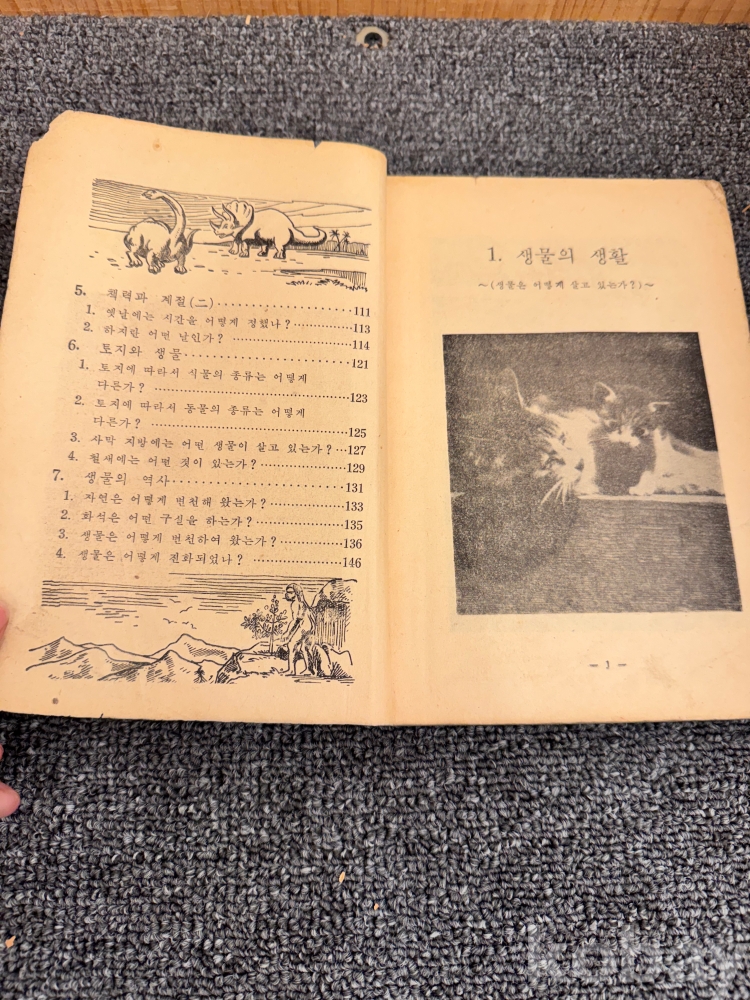 5. 책력과 계절(二)······················111
1. 옛날에는 시간을 어떻게 정했나?············113
2. 하지란 어떤 날인가? ··················114
6. 토지와 생물·························121
1. 토지에 따라서 식물의 종류는 어떻게
다른가? ····························123
2. 토지에 따라서 동물의 종류는 어떻게
다른가? ····························125
3. 사막 지방에는 어떤 생물이 살고 있는가?···127
4. 철새에는 어떤 것이 있는가?·············129
7. 생물의 역사·························131
1. 자연은 어떻게 변천해 왔는가?···········133
2. 화석은 어떤 구실을 하는가?·············135
3. 생물은 어떻게 변천하여 왔는가?·········136
4. 생물은 어떻게 진화되었나? ·············146
1. 생물의 생활
~(생물은 어떻게 살고 있는가?)~
— 3 —